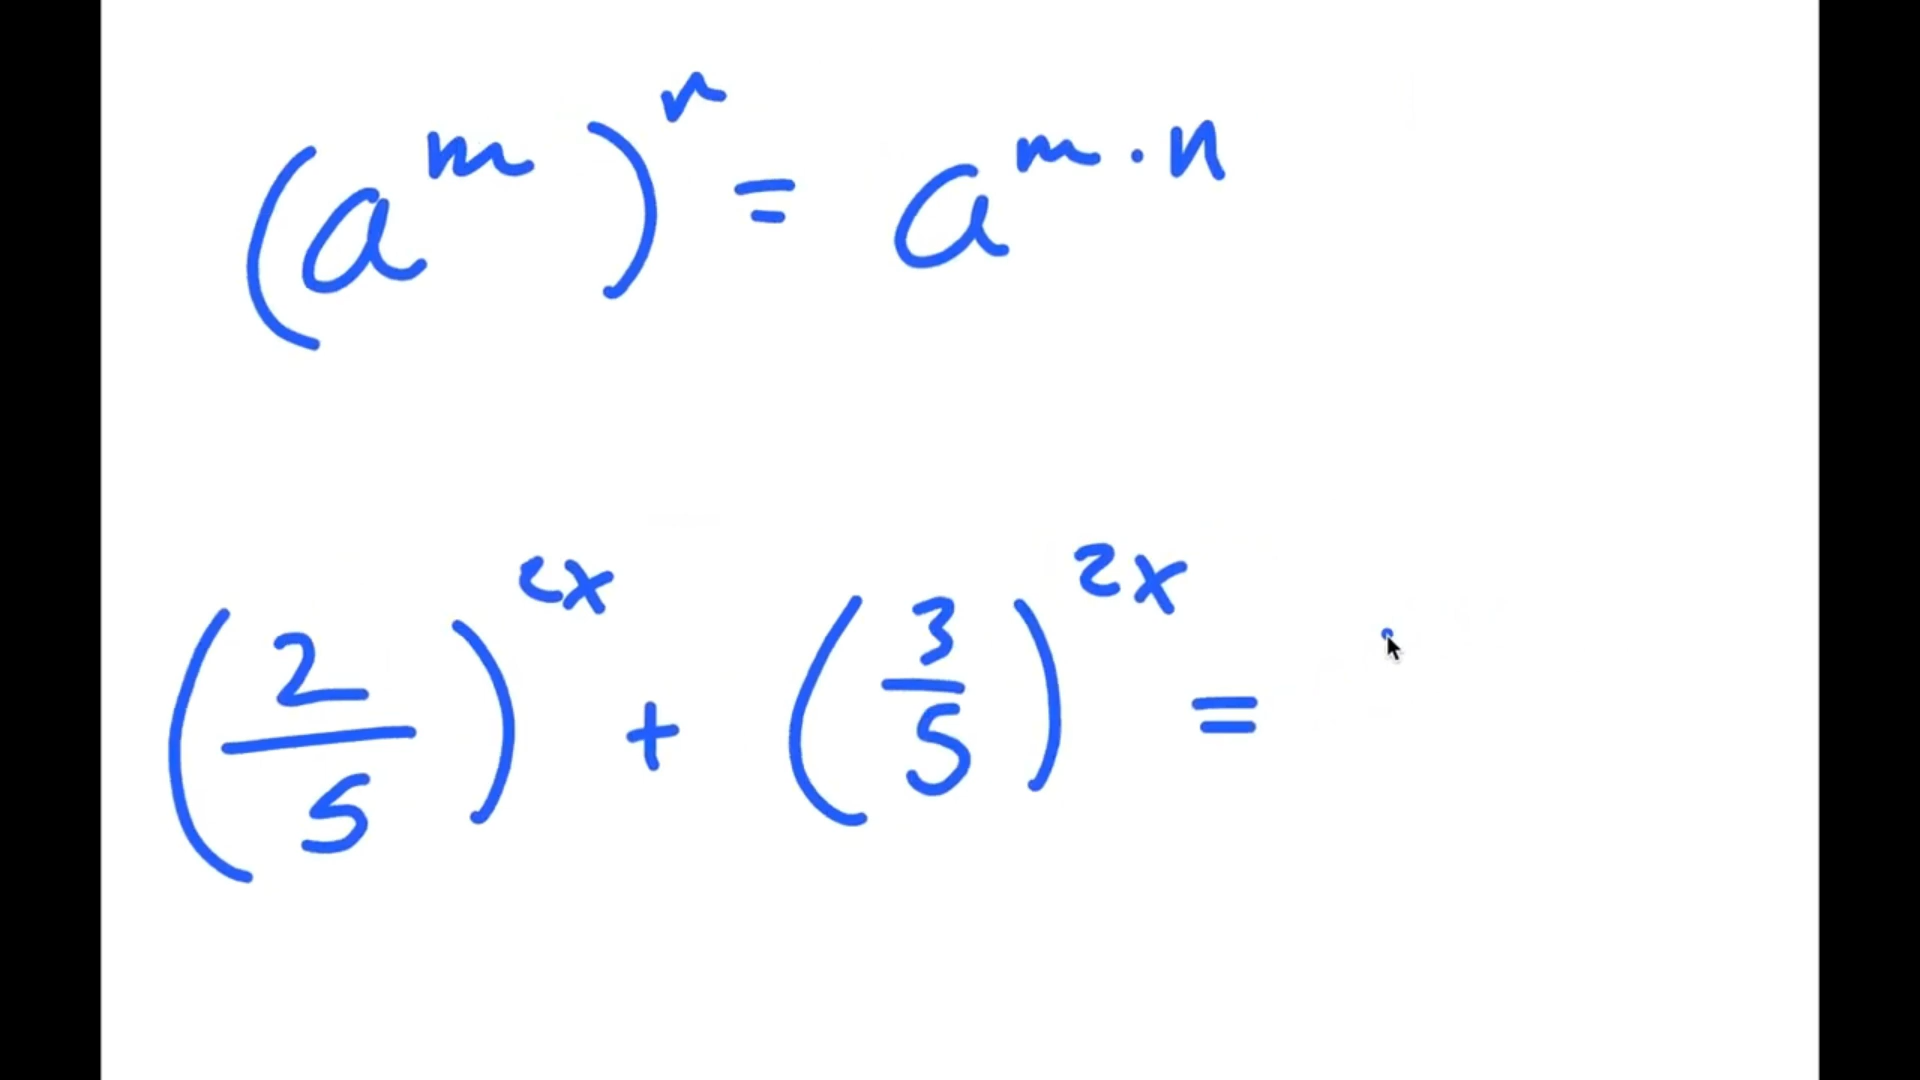 (a^m)^n = a^{m·n}
(2/5)^{2x} + (3/5)^{2x} =